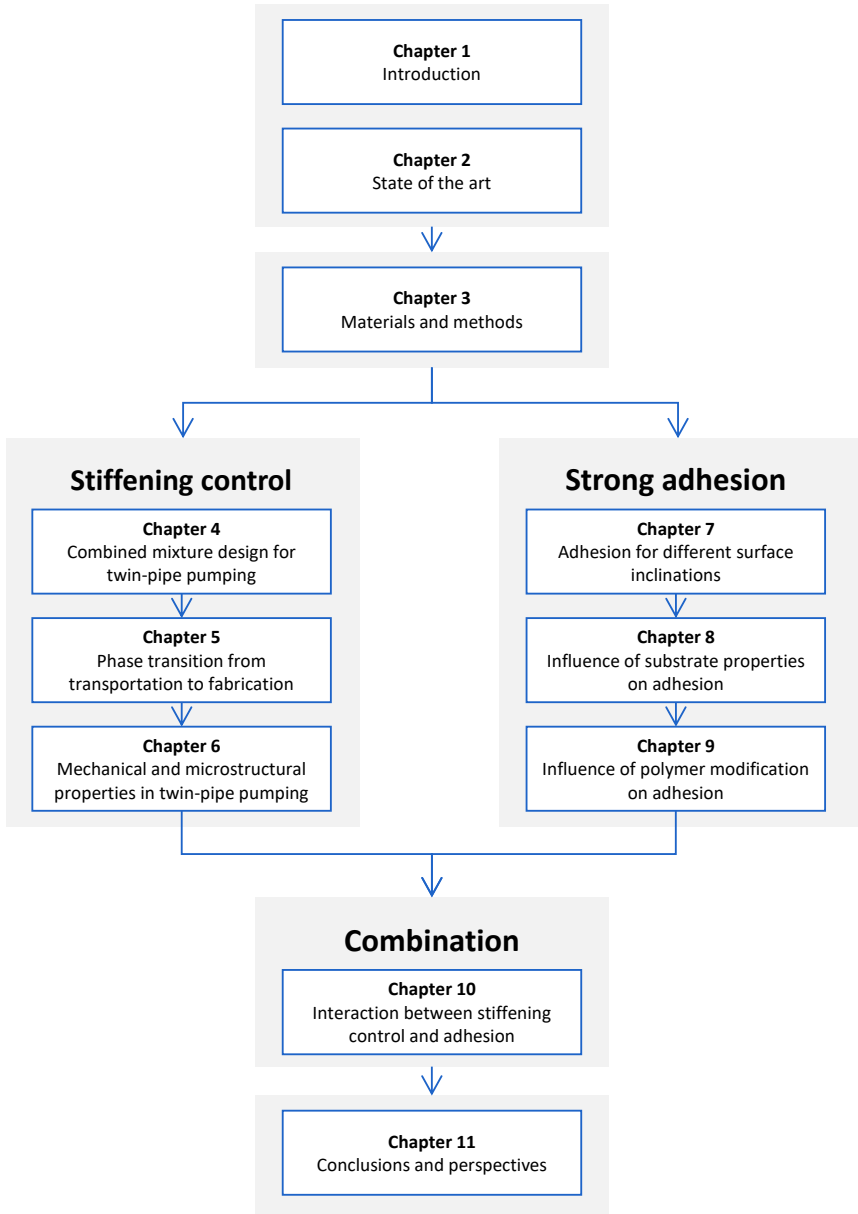 Chapter 1
Introduction
Chapter 2
State of the art
Chapter 3
Materials and methods
Stiffening control
Chapter 4
Combined mixture design for
twin-pipe pumping
Chapter 5
Phase transition from
transportation to fabrication
Chapter 6
Mechanical and microstructural
properties in twin-pipe pumping
Strong adhesion
Chapter 7
Adhesion for different surface
inclinations
Chapter 8
Influence of substrate properties
on adhesion
Chapter 9
Influence of polymer modification
on adhesion
Combination
Chapter 10
Interaction between stiffening
control and adhesion
Chapter 11
Conclusions and perspectives